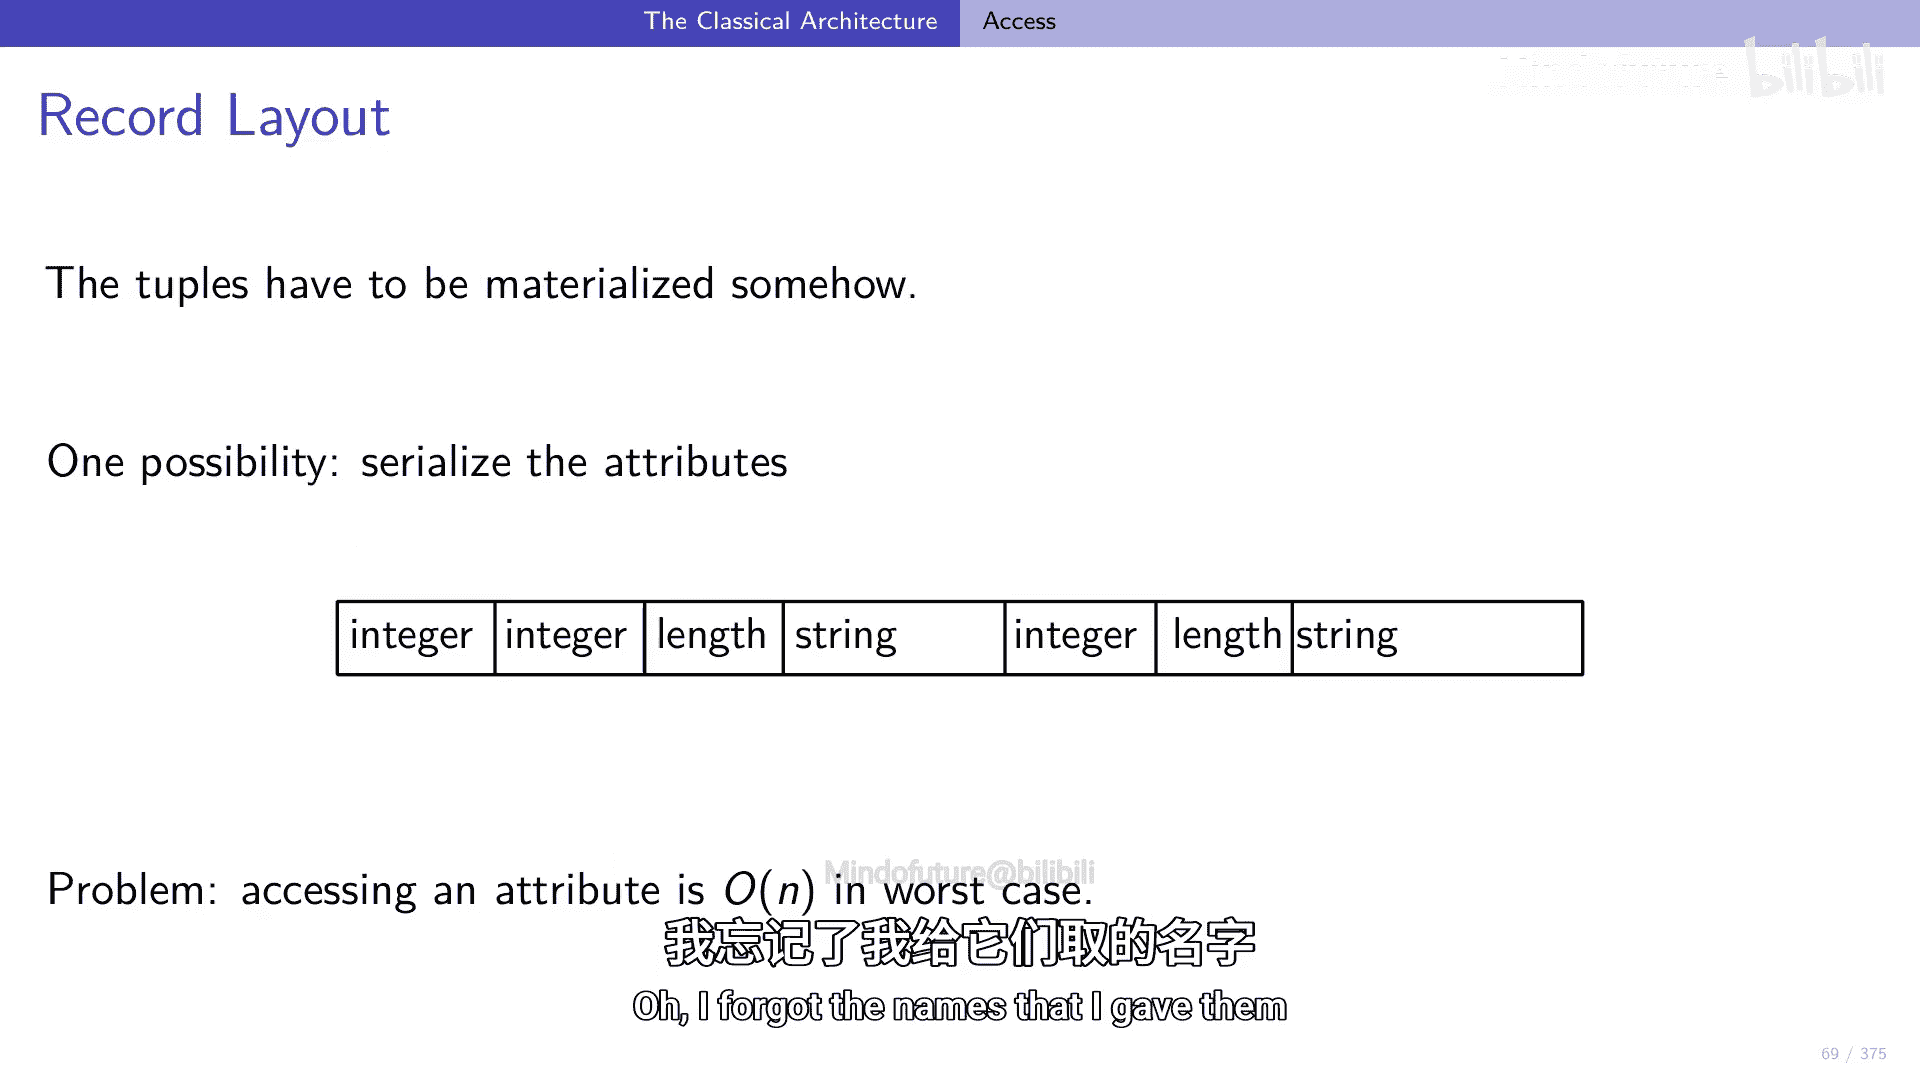 The Classical Architecture Access
bilibili
Record Layout
The tuples have to be materialized somehow.
One possibility: serialize the attributes
integer integer length string integer length string
Mindofuture@bilibili
Problem: accessing an attribute is O(n) in worst case.
我忘记了我给它们取的名字
Oh, I forgot the names that I gave them
69 / 375